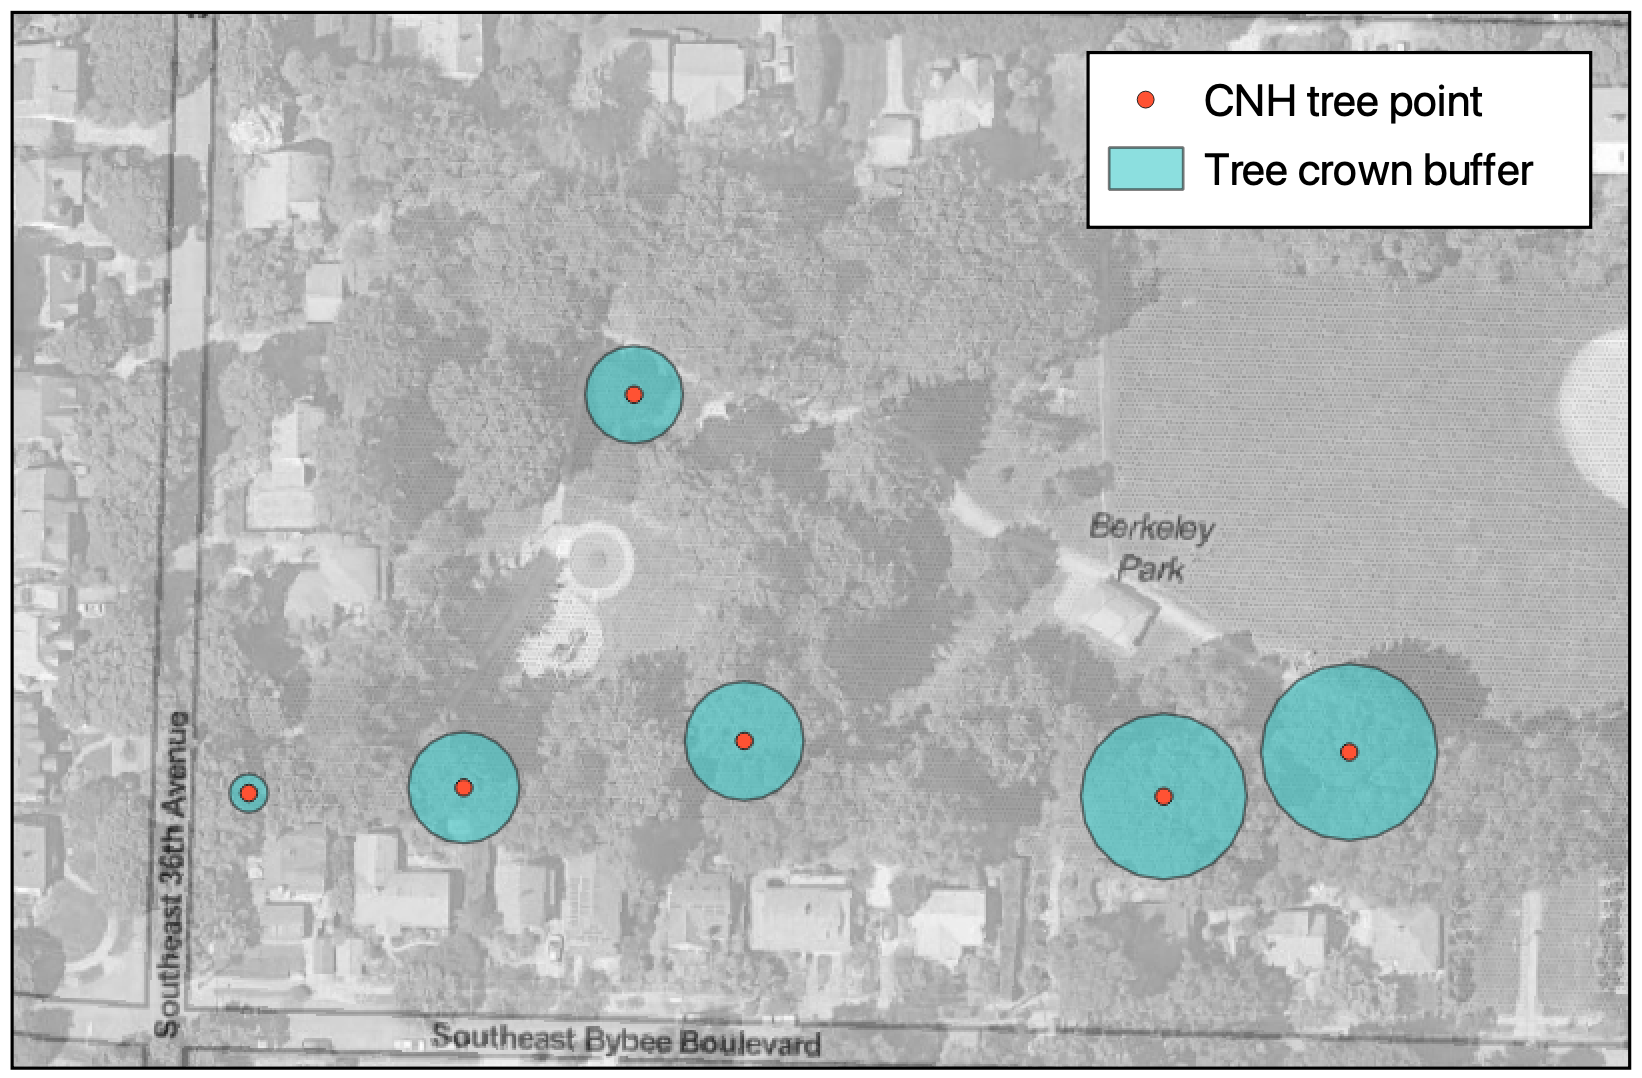 CNH tree point
Tree crown buffer
Berkeley
Park
Southeast 36th Avenue
Southeast Bybee Boulevard